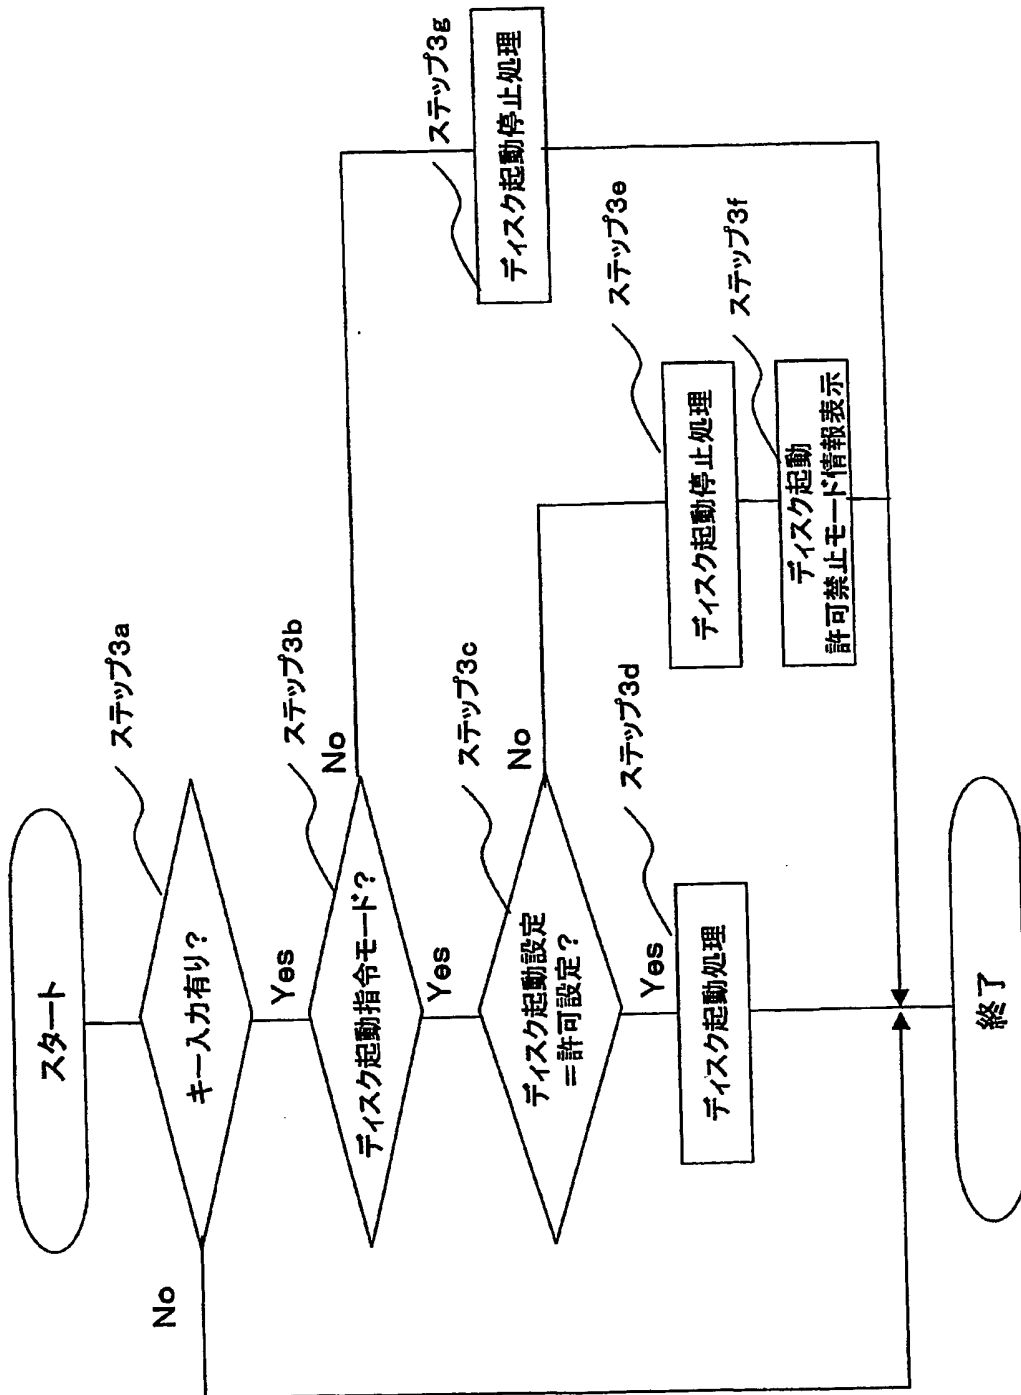 スタート
ステップ3a
キー入力有り?
No
Yes
ステップ3b
ディスク起動指令モード?
No
Yes
ステップ3c
ディスク起動設定
=許可設定?
No
Yes
ステップ3d
ディスク起動処理
ステップ3e
ディスク起動停止処理
ステップ3f
ディスク起動
許可禁止モード情報表示
ステップ3g
ディスク起動停止処理
終了